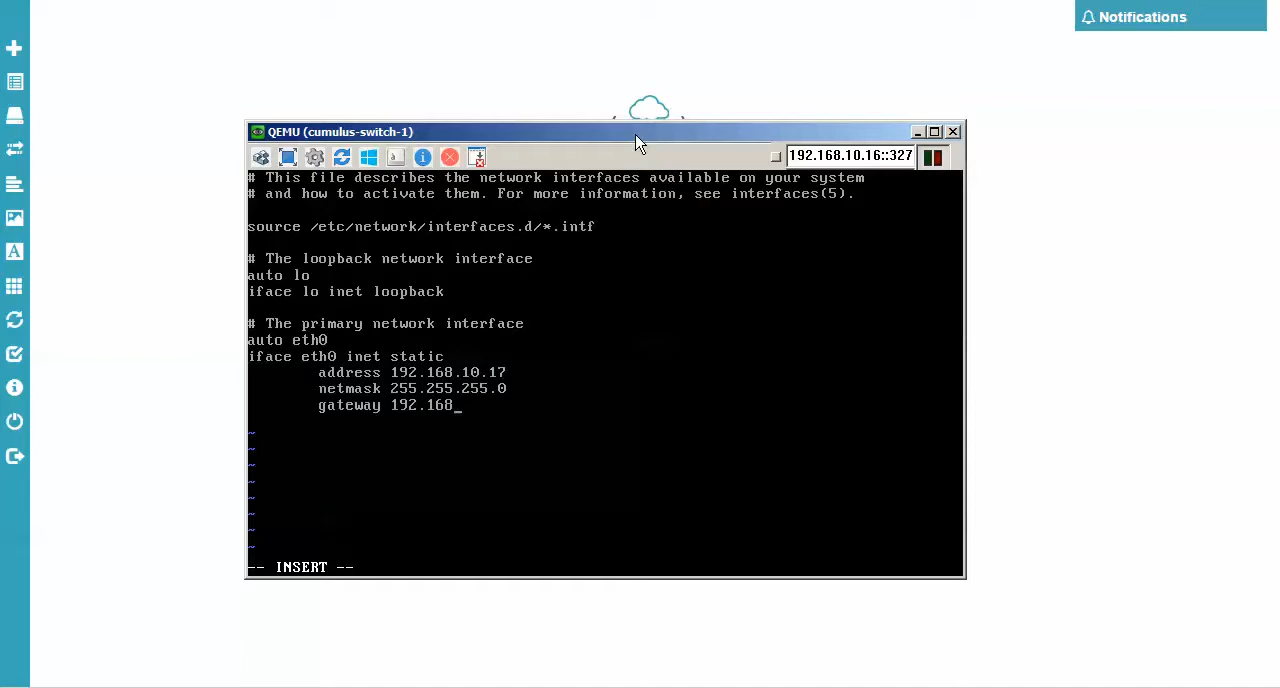 Notifications
QEMU (cumulus-switch-1)
192.168.10.16::327
# This file describes the network interfaces available on your system
# and how to activate them. For more information, see interfaces(5).
source /etc/network/interfaces.d/*.intf
# The loopback network interface
auto lo
iface lo inet loopback
# The primary network interface
auto eth0
iface eth0 inet static
address 192.168.10.17
netmask 255.255.255.0
gateway 192.168_
~
~
~
~
~
~
~
~
-- INSERT --